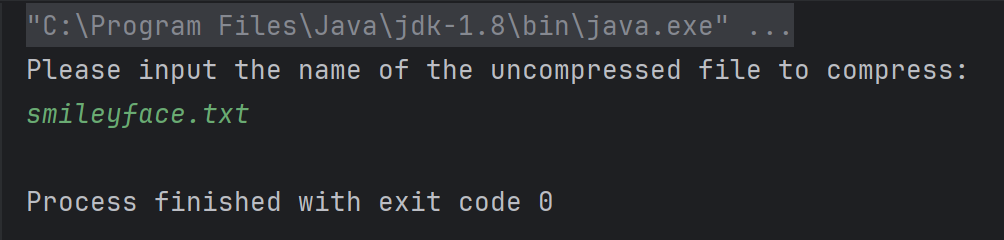 "C:\Program Files\Java\jdk-1.8\bin\java.exe" ...
Please input the name of the uncompressed file to compress:
smileyface.txt
Process finished with exit code 0